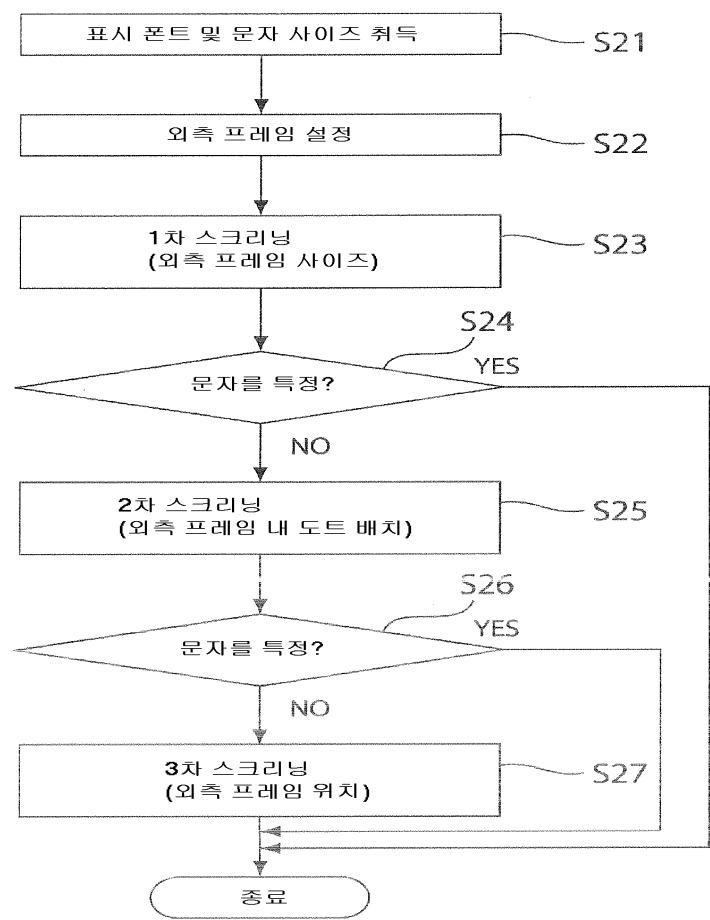 표시 폰트 및 문자 사이즈 취득
S21
외측 프레임 설정
S22
1차 스크리닝
(외측 프레임 사이즈)
S23
S24
문자를 특정?
YES
NO
2차 스크리닝
(외측 프레임 내 도트 배치)
S25
S26
문자를 특정?
YES
NO
3차 스크리닝
(외측 프레임 위치)
S27
종료